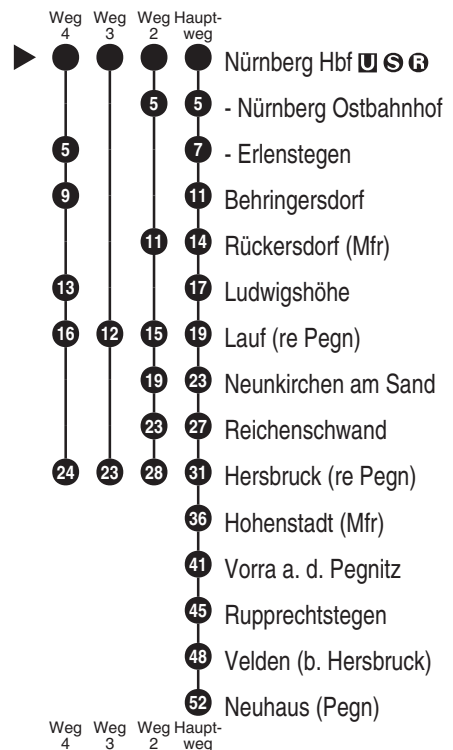 Weg Weg Weg Haupt-
4 3 2 weg
Nürnberg Hbf U S R
5 5 - Nürnberg Ostbahnhof
5 7 - Erlenstegen
9 11 Behringersdorf
11 14 Rückersdorf (Mfr)
13 17 Ludwigshöhe
16 12 15 19 Lauf (re Pegn)
19 23 Neunkirchen am Sand
23 27 Reichenschwand
24 23 28 31 Hersbruck (re Pegn)
36 Hohenstadt (Mfr)
41 Vorra a. d. Pegnitz
45 Rupprechtstegen
48 Velden (b. Hersbruck)
52 Neuhaus (Pegn)
Weg Weg Weg Haupt-
4 3 2 weg